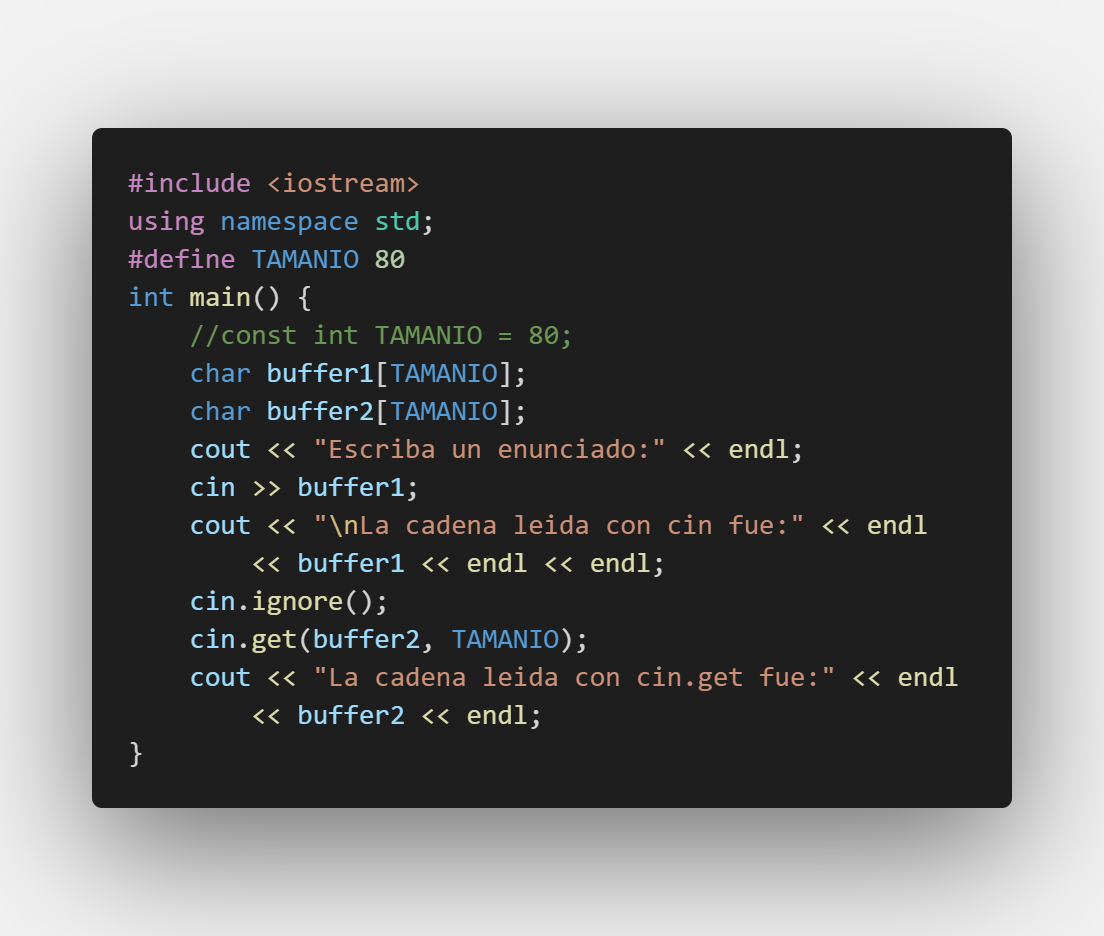 #include <iostream>
using namespace std;
#define TAMANIO 80
int main() {
    //const int TAMANIO = 80;
    char buffer1[TAMANIO];
    char buffer2[TAMANIO];
    cout << "Escriba un enunciado:" << endl;
    cin >> buffer1;
    cout << "\nLa cadena leida con cin fue:" << endl
        << buffer1 << endl << endl;
    cin.ignore();
    cin.get(buffer2, TAMANIO);
    cout << "La cadena leida con cin.get fue:" << endl
        << buffer2 << endl;
}